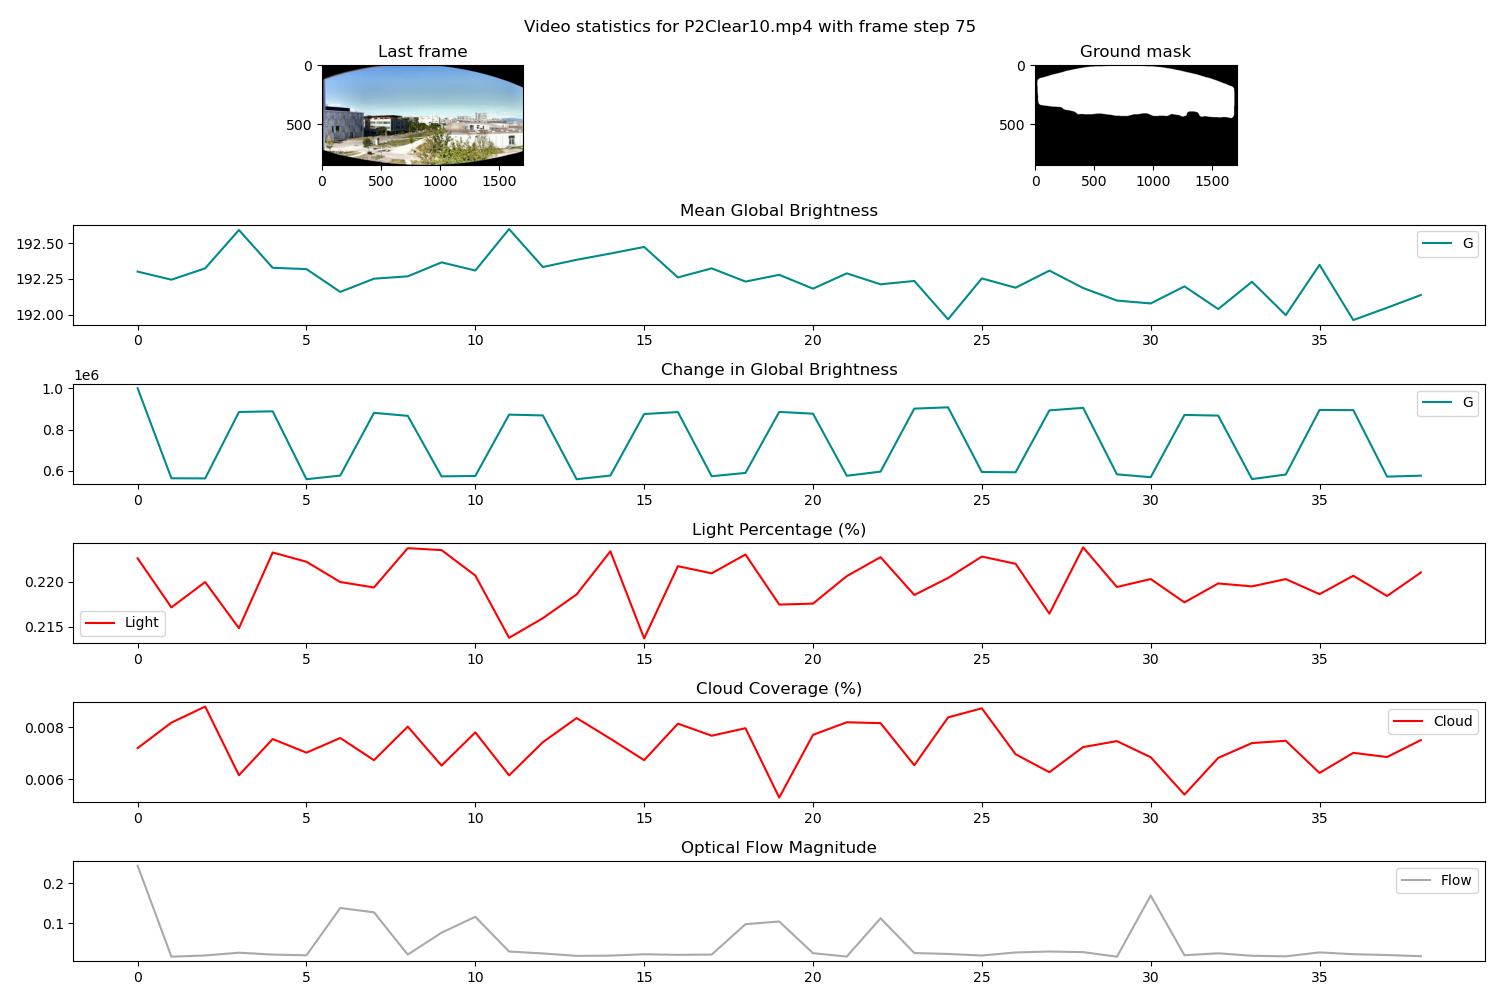 Video statistics for P2Clear10.mp4 with frame step 75
Last frame
0
500
0 500 1000 1500
Ground mask
0
500
0 500 1000 1500
Mean Global Brightness
192.50
192.25
192.00
G
0 5 10 15 20 25 30 35
Change in Global Brightness
1e6
1.0
0.8
0.6
G
0 5 10 15 20 25 30 35
Light Percentage (%)
0.220
0.215
Light
0 5 10 15 20 25 30 35
Cloud Coverage (%)
0.008
0.006
Cloud
0 5 10 15 20 25 30 35
Optical Flow Magnitude
0.2
0.1
Flow
0 5 10 15 20 25 30 35